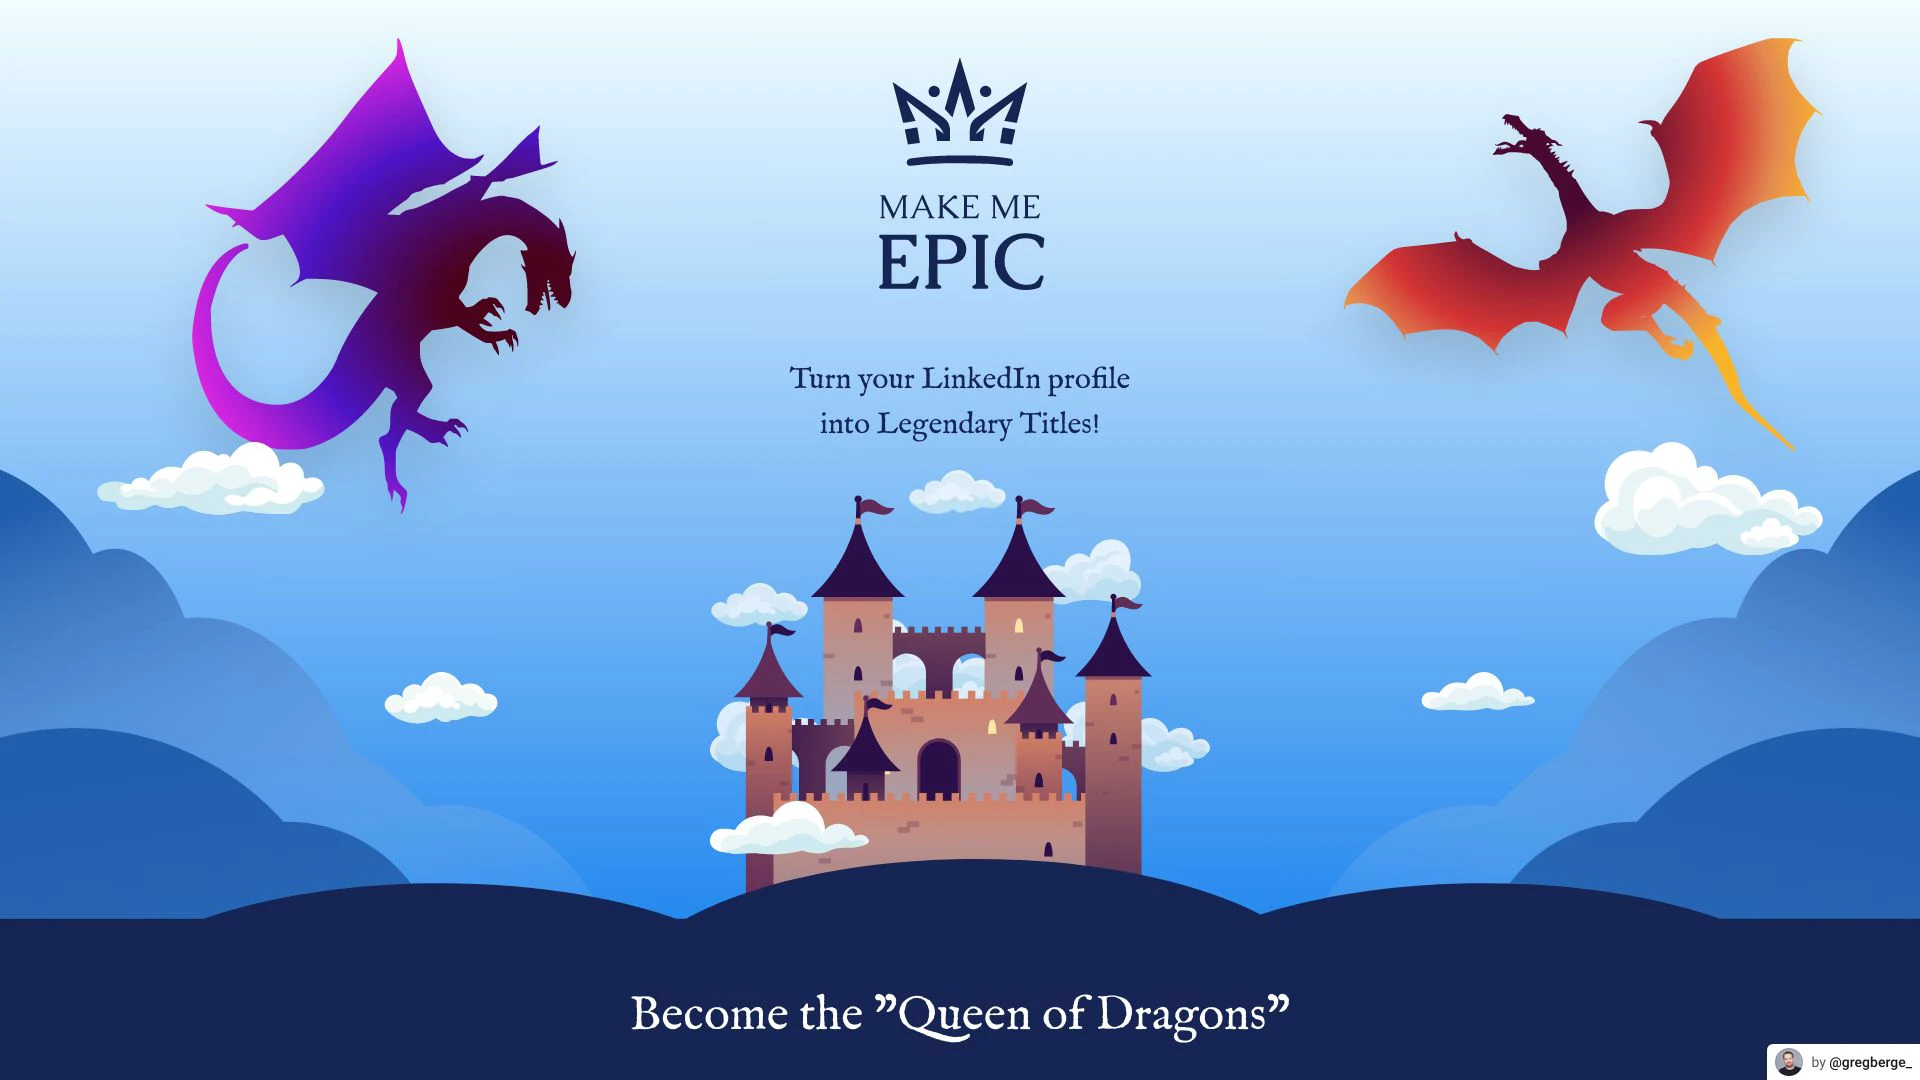 MAKE ME
EPIC
Turn your LinkedIn profile
into Legendary Titles!
Become the ”Queen of Dragons”
by @gregberge_